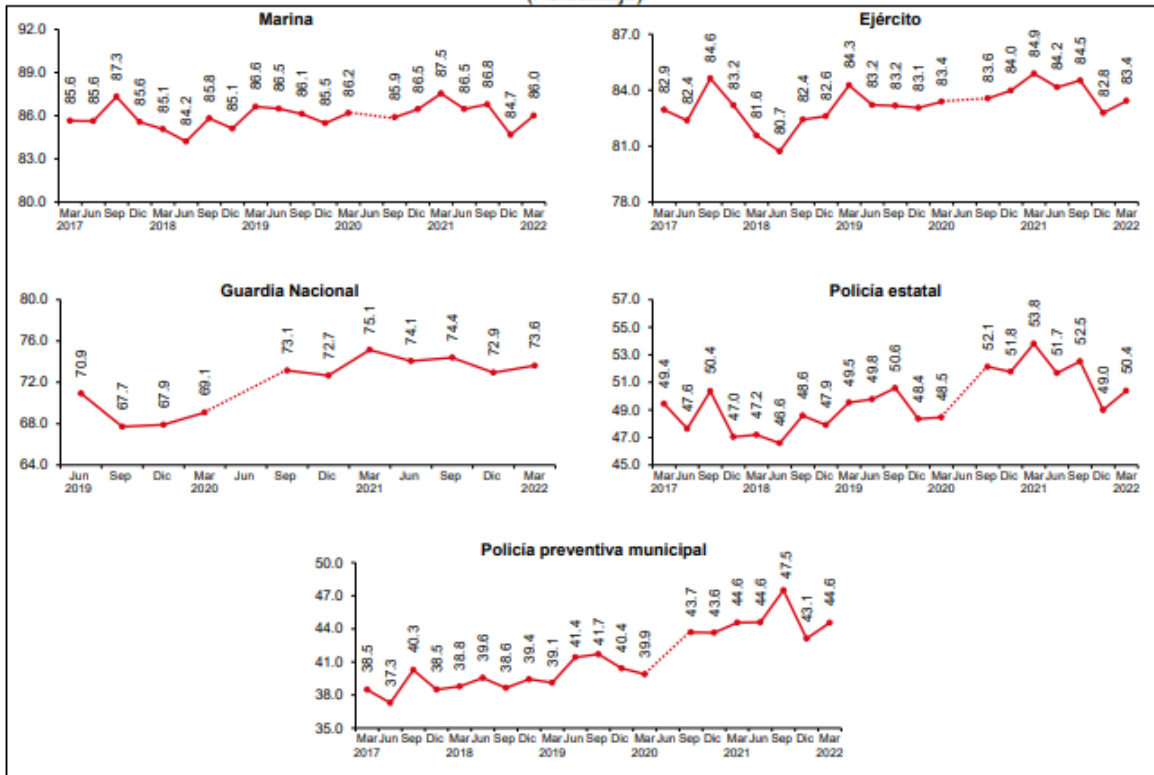 Marina
92.0
89.0
86.0
83.0
80.0
85.6 85.6 87.3 85.6 85.1 84.2 85.8 85.1 86.6 86.5 86.1 85.5 86.2 85.9 86.5 87.5 86.5 86.8 84.7 86.0
Mar Jun Sep Dic Mar Jun Sep Dic Mar Jun Sep Dic Mar Jun Sep Dic Mar Jun Sep Dic Mar
2017 2018 2019 2020 2021 2022
Ejército
87.0
84.0
81.0
78.0
82.9 82.4 84.6 83.2 81.6 80.7 82.4 82.6 84.3 83.2 83.2 83.1 83.4 83.6 84.0 84.9 84.2 84.5 82.8 83.4
Mar Jun Sep Dic Mar Jun Sep Dic Mar Jun Sep Dic Mar Jun Sep Dic Mar Jun Sep Dic Mar
2017 2018 2019 2020 2021 2022
Guardia Nacional
80.0
76.0
72.0
68.0
64.0
70.9 67.7 67.9 69.1 73.1 72.7 75.1 74.1 74.4 72.9 73.6
Jun Sep Dic Mar Jun Sep Dic Mar Jun Sep Dic Mar
2019 2020 2021 2022
Policía estatal
57.0
55.0
53.0
51.0
49.0
47.0
45.0
49.4 47.6 50.4 47.0 47.2 46.6 48.6 47.9 49.5 49.8 50.6 48.4 48.5 52.1 51.8 53.8 51.7 52.5 49.0 50.4
Mar Jun Sep Dic Mar Jun Sep Dic Mar Jun Sep Dic Mar Jun Sep Dic Mar Jun Sep Dic Mar
2017 2018 2019 2020 2021 2022
Policía preventiva municipal
50.0
47.0
44.0
41.0
38.0
35.0
38.5 37.3 40.3 38.5 38.8 39.6 38.6 39.4 39.1 41.4 41.7 40.4 39.9 43.7 43.6 44.6 44.6 47.5 43.1 44.6
Mar Jun Sep Dic Mar Jun Sep Dic Mar Jun Sep Dic Mar Jun Sep Dic Mar Jun Sep Dic Mar
2017 2018 2019 2020 2021 2022